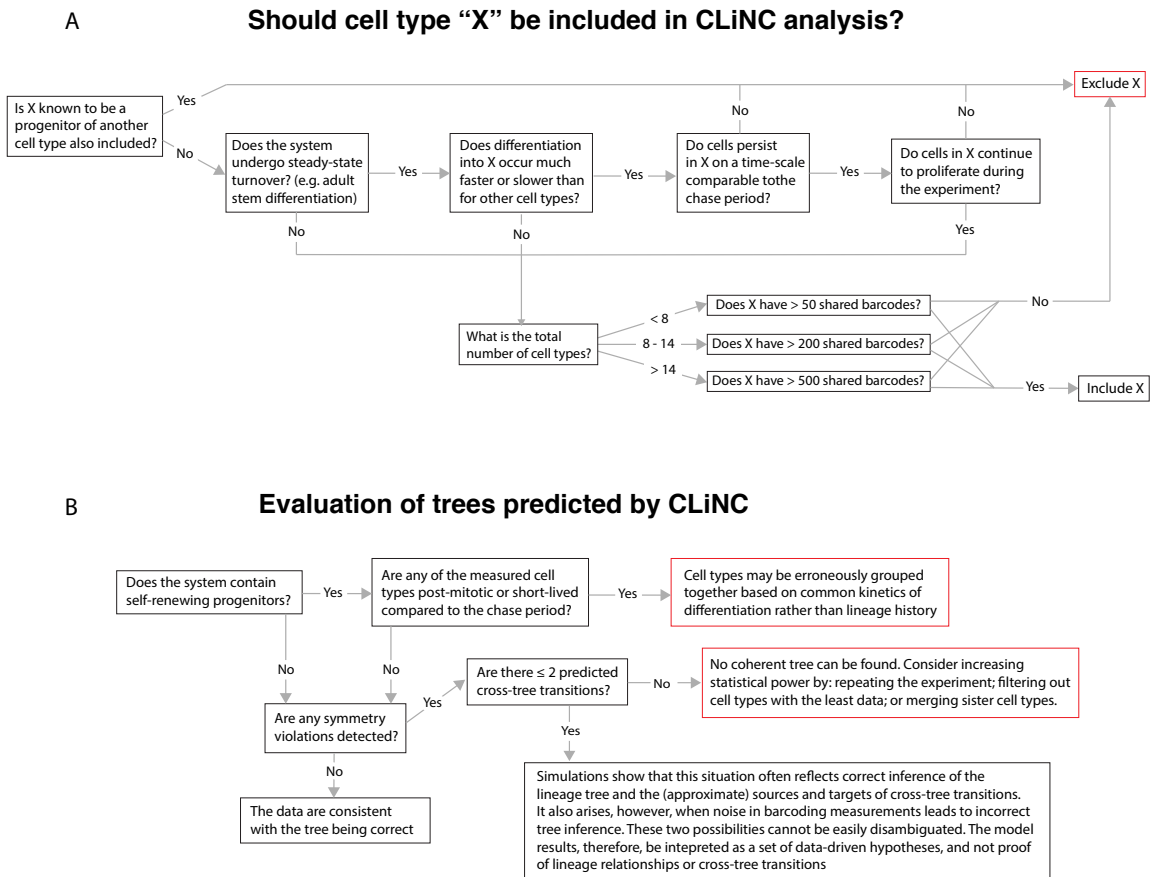 A
Should cell type “X” be included in CLiNC analysis?
Is X known to be a
progenitor of another
cell type also included?
Yes
No
Does the system
undergo steady-state
turnover? (e.g. adult
stem differentiation)
Yes
No
Does differentiation
into X occur much
faster or slower than
for other cell types?
Yes
No
Do cells persist
in X on a time-scale
comparable tothe
chase period?
No
Yes
Do cells in X continue
to proliferate during
the experiment?
No
Yes
Exclude X
What is the total
number of cell types?
< 8
8 - 14
> 14
Does X have > 50 shared barcodes?
Does X have > 200 shared barcodes?
Does X have > 500 shared barcodes?
No
Yes
Include X
B
Evaluation of trees predicted by CLiNC
Does the system contain
self-renewing progenitors?
Yes
No
Are any of the measured cell
types post-mitotic or short-lived
compared to the chase period?
Yes
No
Cell types may be erroneously grouped
together based on common kinetics of
differentiation rather than lineage history
Are any symmetry
violations detected?
Yes
No
Are there ≤ 2 predicted
cross-tree transitions?
No
Yes
No coherent tree can be found. Consider increasing
statistical power by: repeating the experiment; filtering out
cell types with the least data; or merging sister cell types.
The data are consistent
with the tree being correct
Simulations show that this situation often reflects correct inference of the
lineage tree and the (approximate) sources and targets of cross-tree transitions.
It also arises, however, when noise in barcoding measurements leads to incorrect
tree inference. These two possibilities cannot be easily disambiguated. The model
results, therefore, be intepreted as a set of data-driven hypotheses, and not proof
of lineage relationships or cross-tree transitions